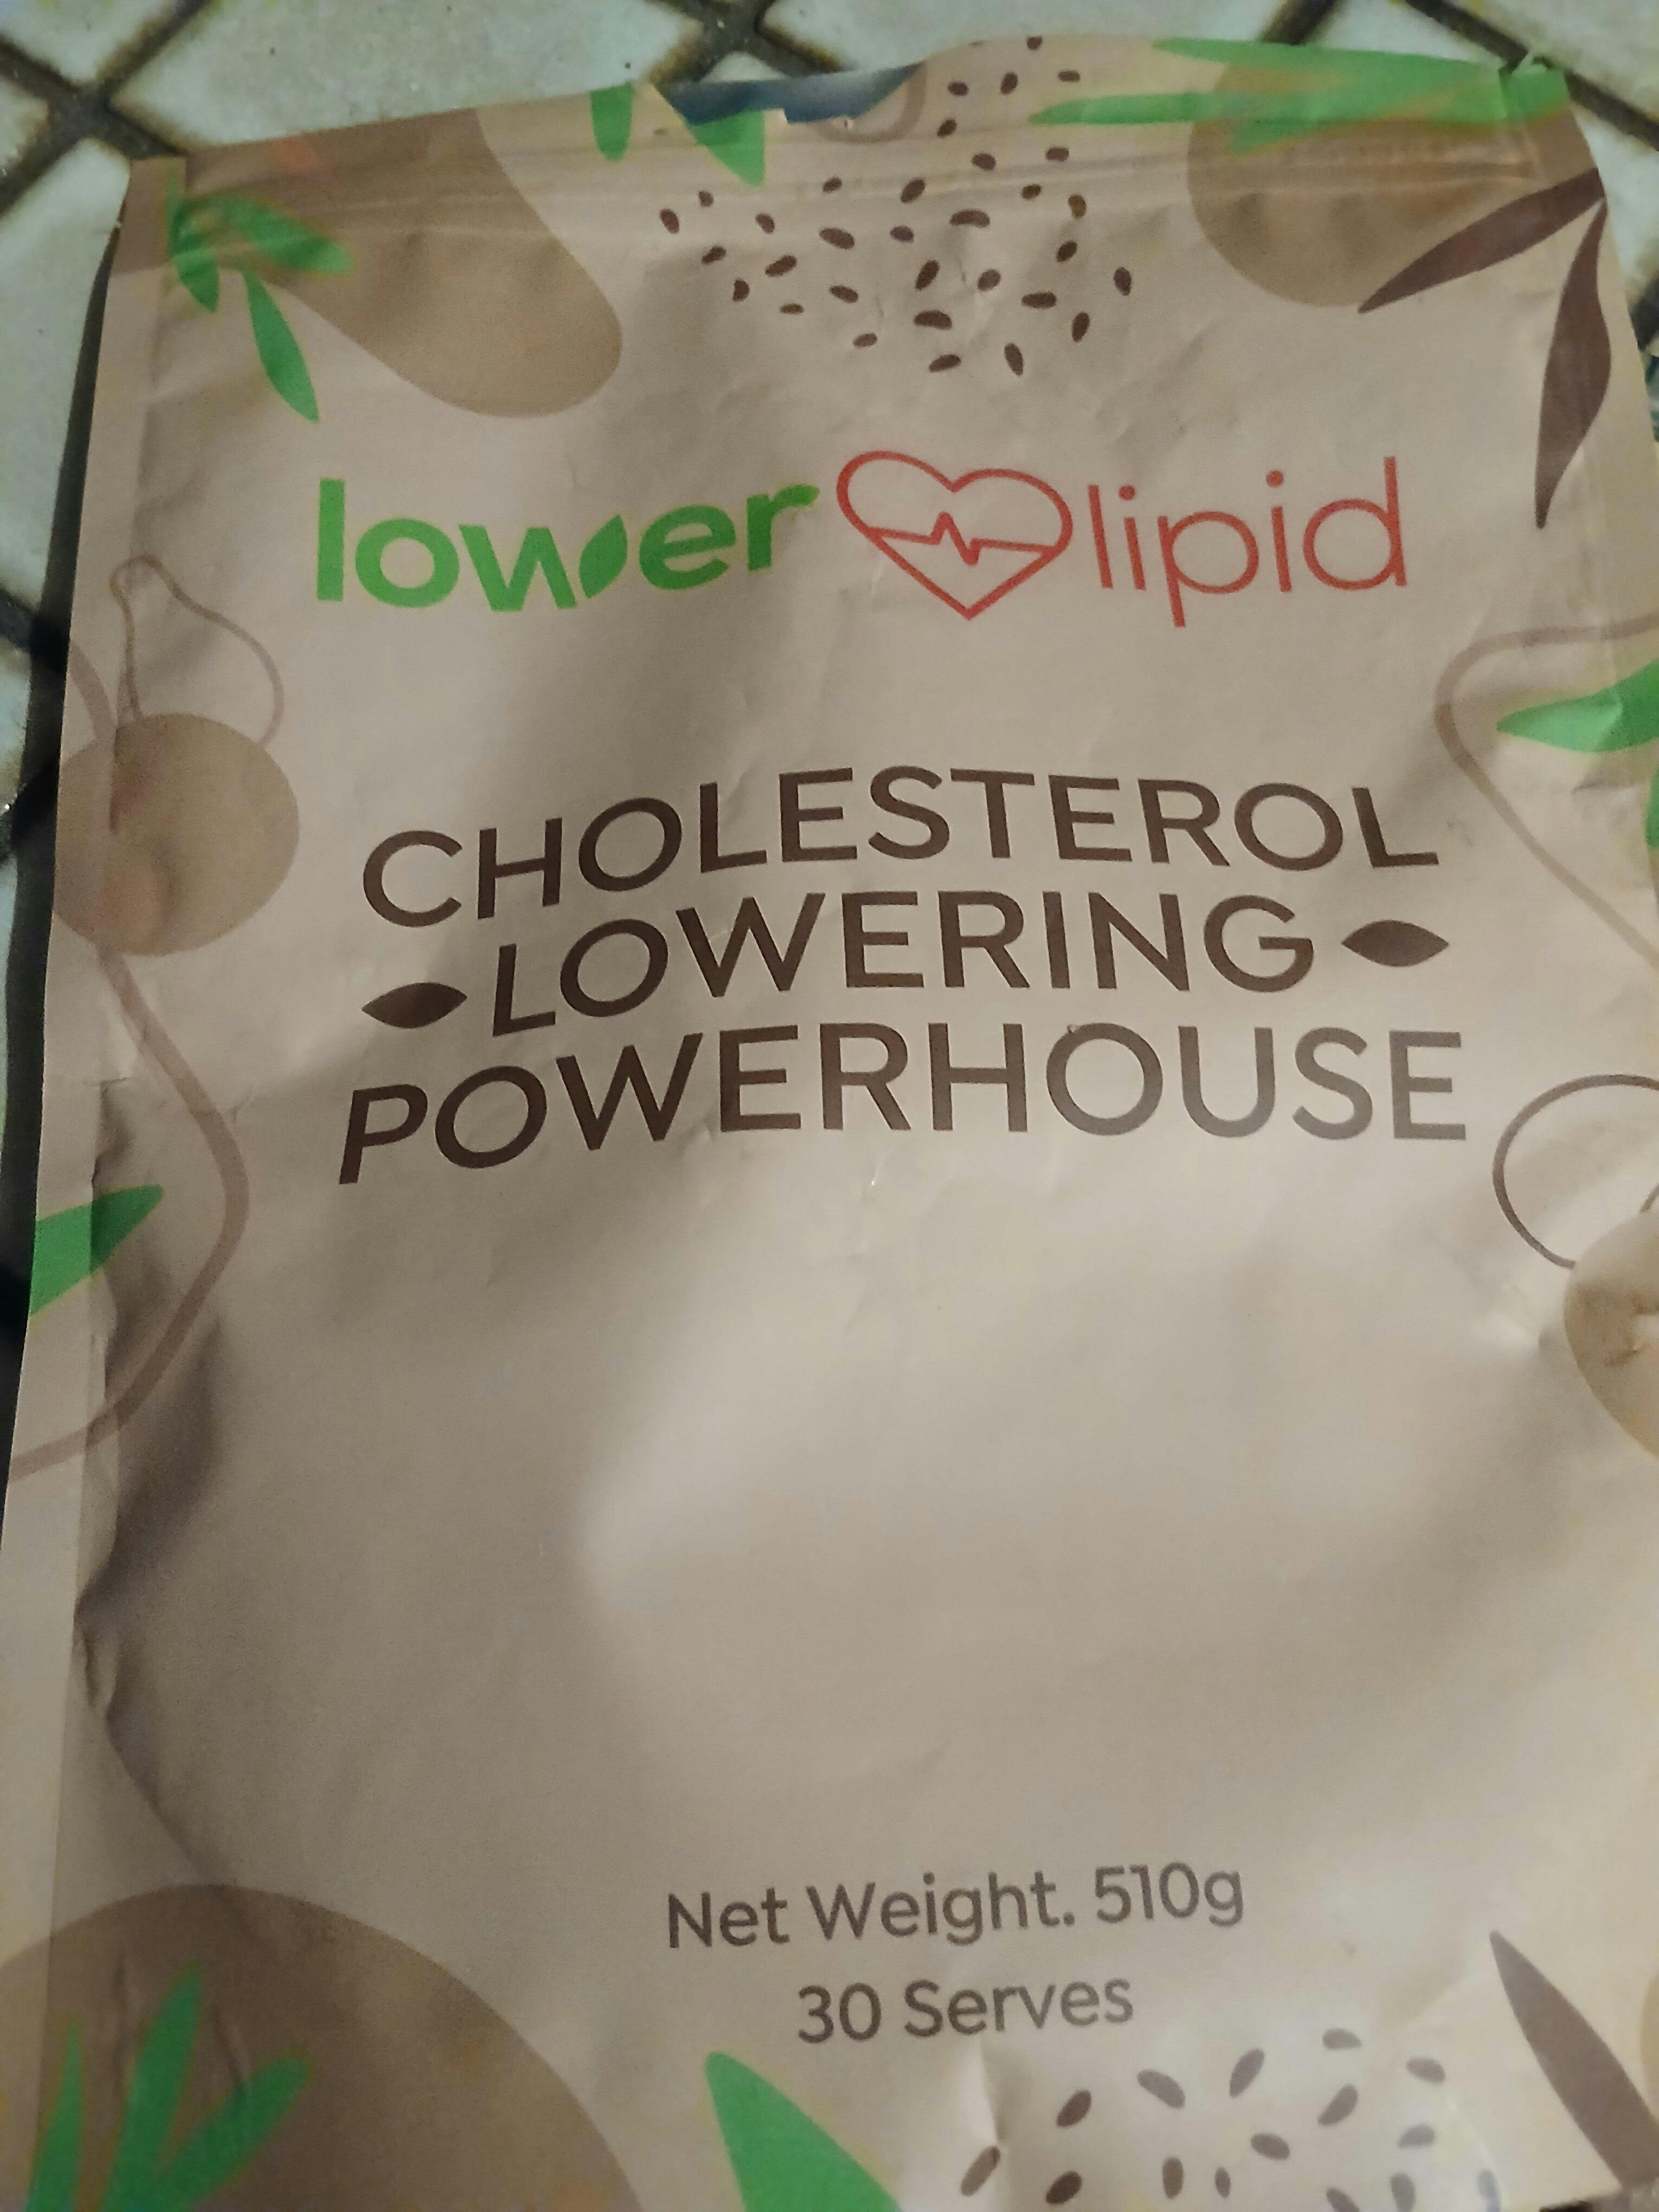 lower lipid
CHOLESTEROL
LOWERING
POWERHOUSE
Net Weight. 510g
30 Serves